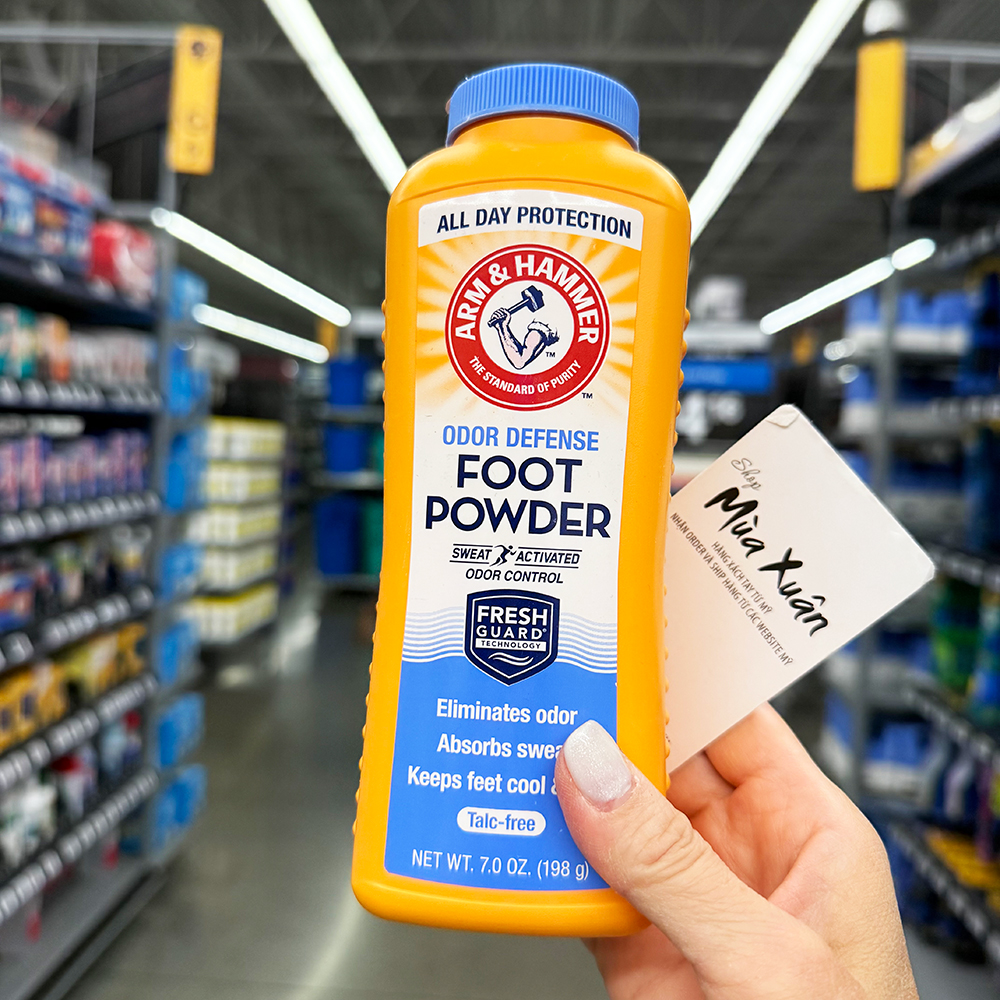 ALL DAY PROTECTION
ARM & HAMMER
™
THE STANDARD OF PURITY
™
ODOR DEFENSE
FOOT
POWDER
SWEAT ACTIVATED
ODOR CONTROL
FRESH
GUARD®
TECHNOLOGY
Eliminates odor
Absorbs swea
Keeps feet cool
Talc-free
NET WT. 7.0 OZ. (198 g)
Shop
Mùa Xuân
HÀNG XÁCH TAY TỪ MỸ
NHẬN ORDER VÀ SHIP HÀNG TỪ CÁC WEBSITE MỸ